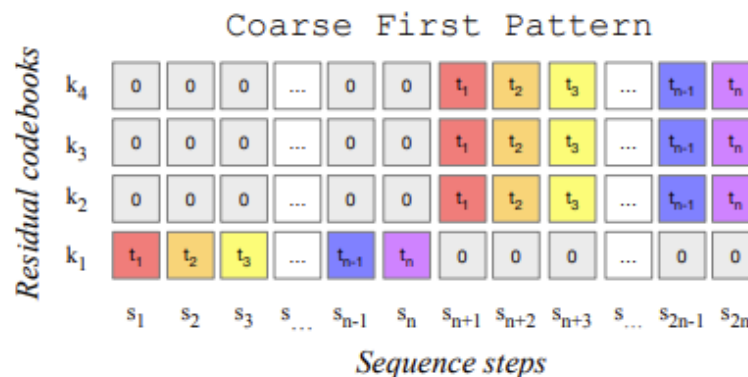 Coarse First Pattern
Residual codebooks
k4 0 0 0 ... 0 0 t1 t2 t3 ... tn-1 tn
k3 0 0 0 ... 0 0 t1 t2 t3 ... tn-1 tn
k2 0 0 0 ... 0 0 t1 t2 t3 ... tn-1 tn
k1 t1 t2 t3 ... tn-1 tn 0 0 0 ... 0 0
s1 s2 s3 s... sn-1 sn sn+1 sn+2 sn+3 s... s2n-1 s2n
Sequence steps